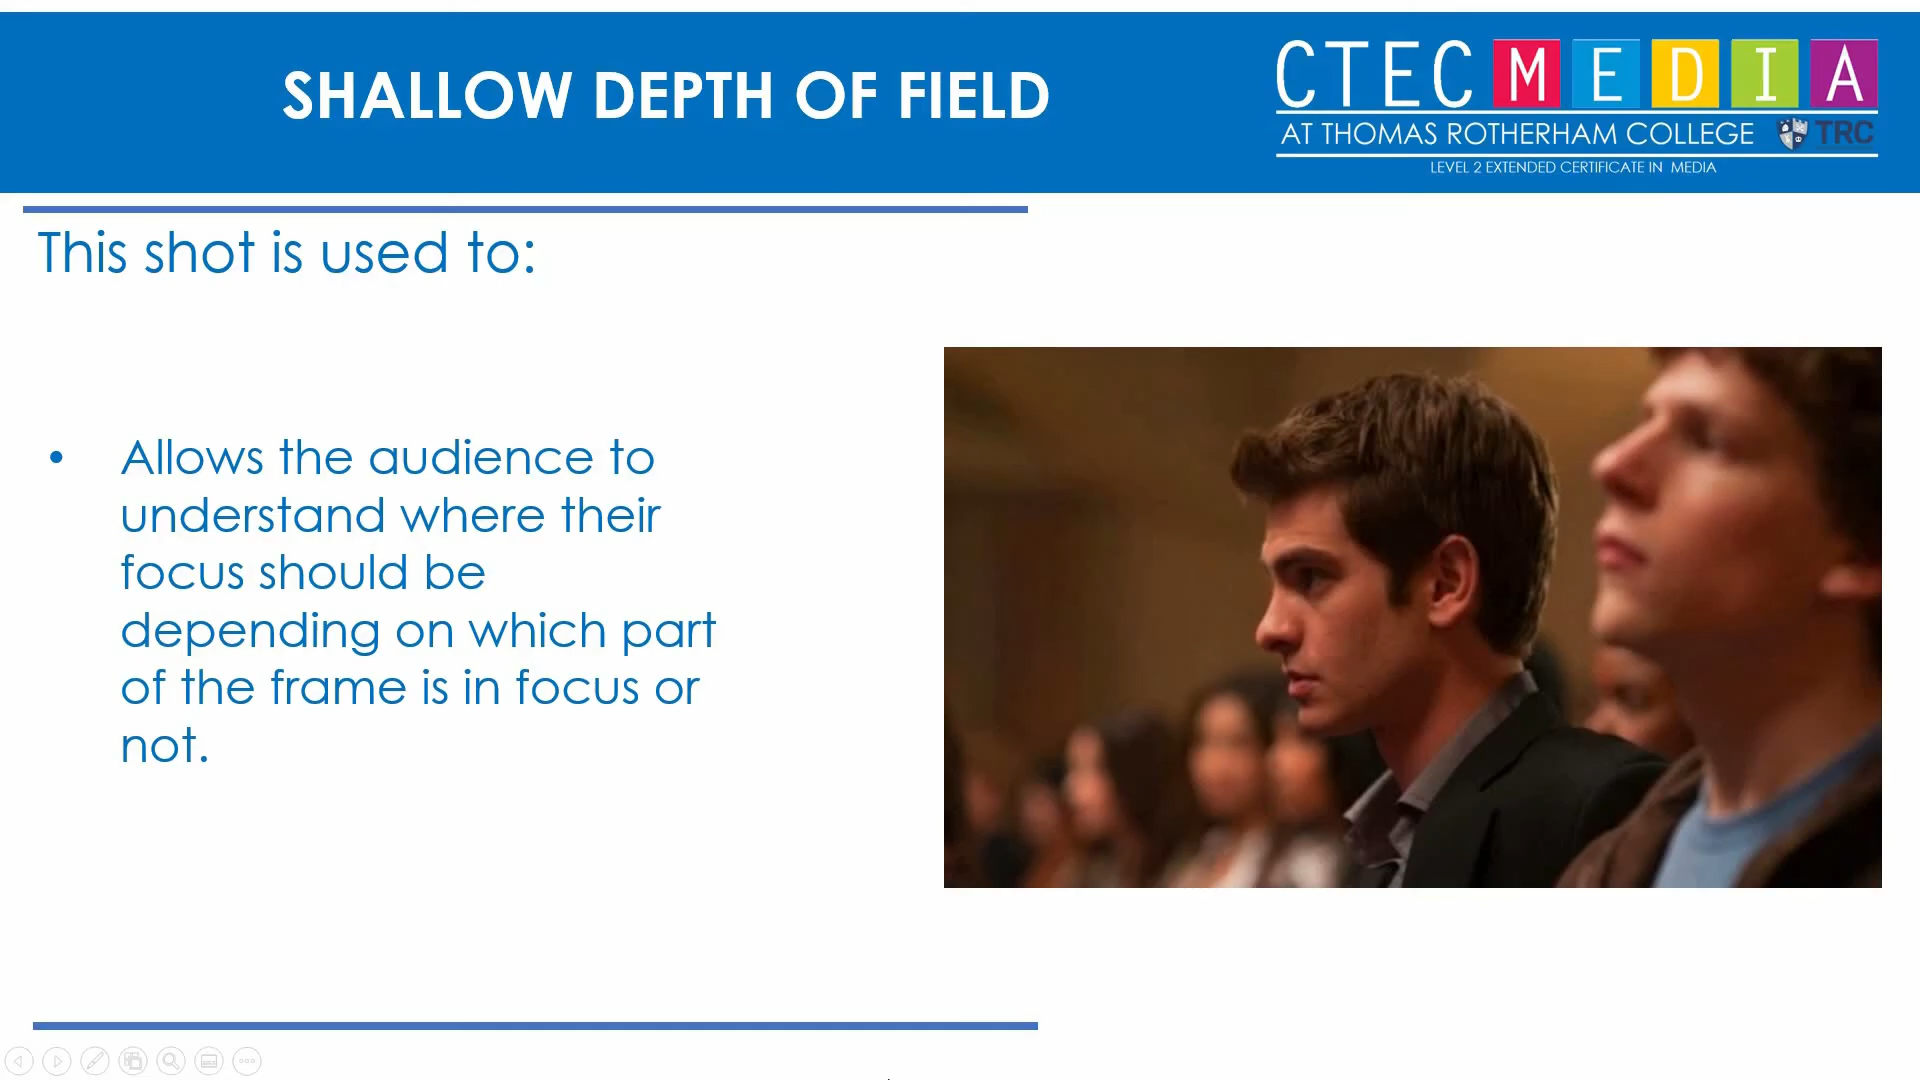 SHALLOW DEPTH OF FIELD
CTEC MEDIA
AT THOMAS ROTHERHAM COLLEGE TRC
LEVEL 2 EXTENDED CERTIFICATE IN MEDIA
This shot is used to:
• Allows the audience to
understand where their
focus should be
depending on which part
of the frame is in focus or
not.